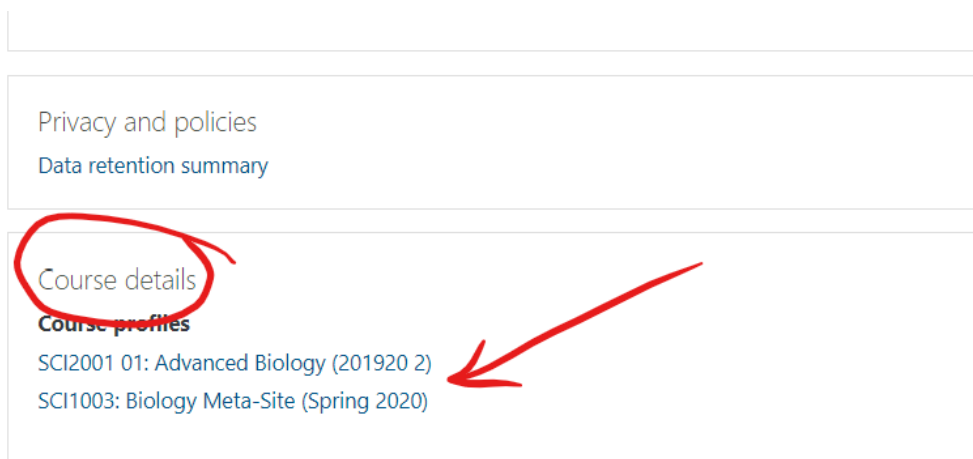 Privacy and policies
Data retention summary
Course details
Course profiles
SCI2001 01: Advanced Biology (201920 2)
SCI1003: Biology Meta-Site (Spring 2020)